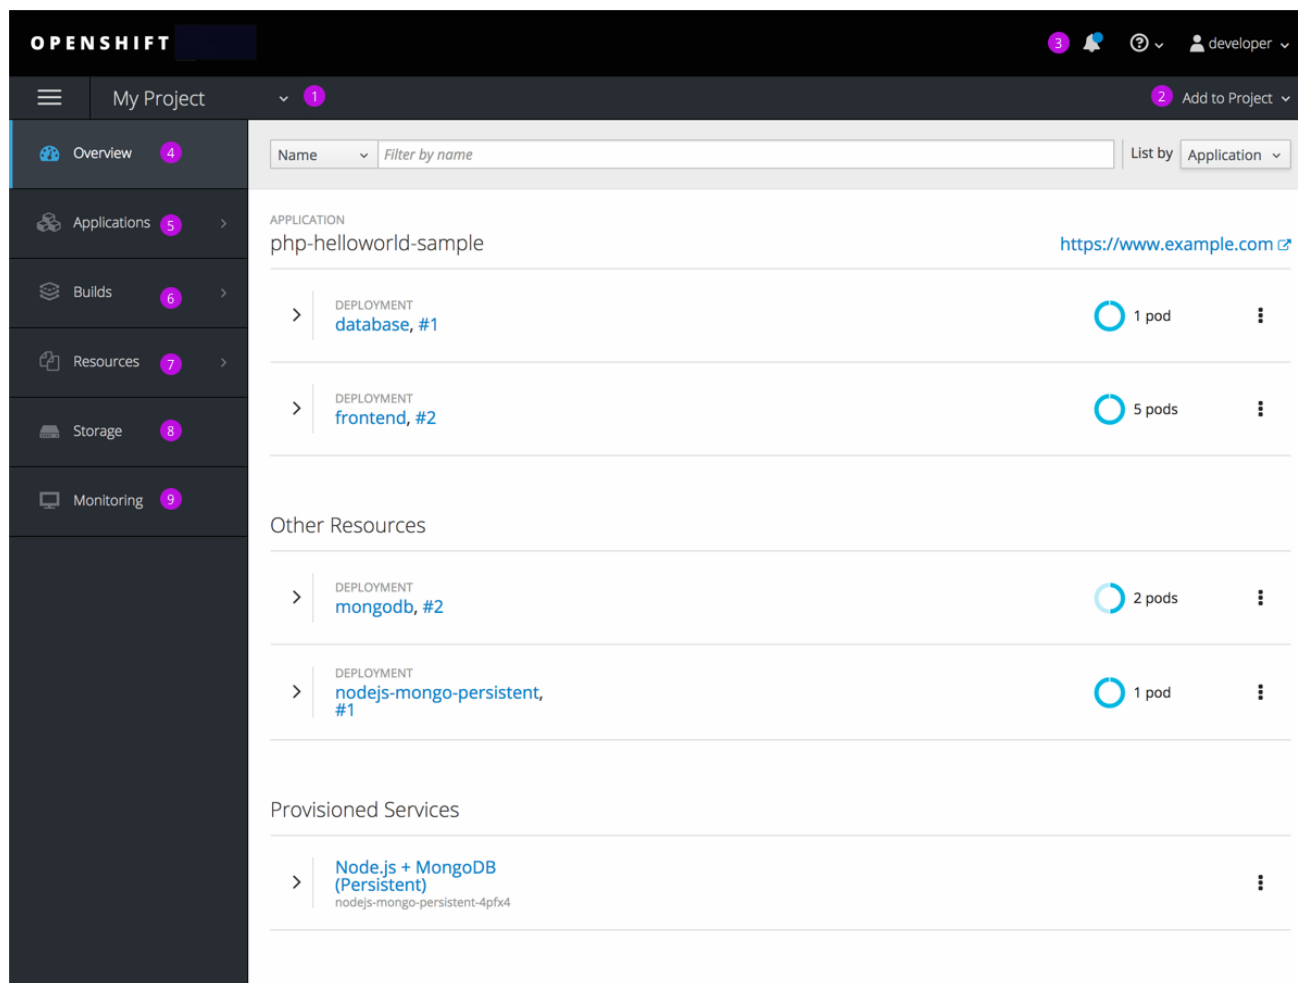 OPENSHIFT
3
developer
My Project
1
2
Add to Project
Overview 4
Applications 5
Builds 6
Resources 7
Storage 8
Monitoring 9
Name
Filter by name
List by
Application
APPLICATION
php-helloworld-sample
https://www.example.com
DEPLOYMENT
database, #1
1 pod
DEPLOYMENT
frontend, #2
5 pods
Other Resources
DEPLOYMENT
mongodb, #2
2 pods
DEPLOYMENT
nodejs-mongo-persistent,
#1
1 pod
Provisioned Services
Node.js + MongoDB
(Persistent)
nodejs-mongo-persistent-4pfx4